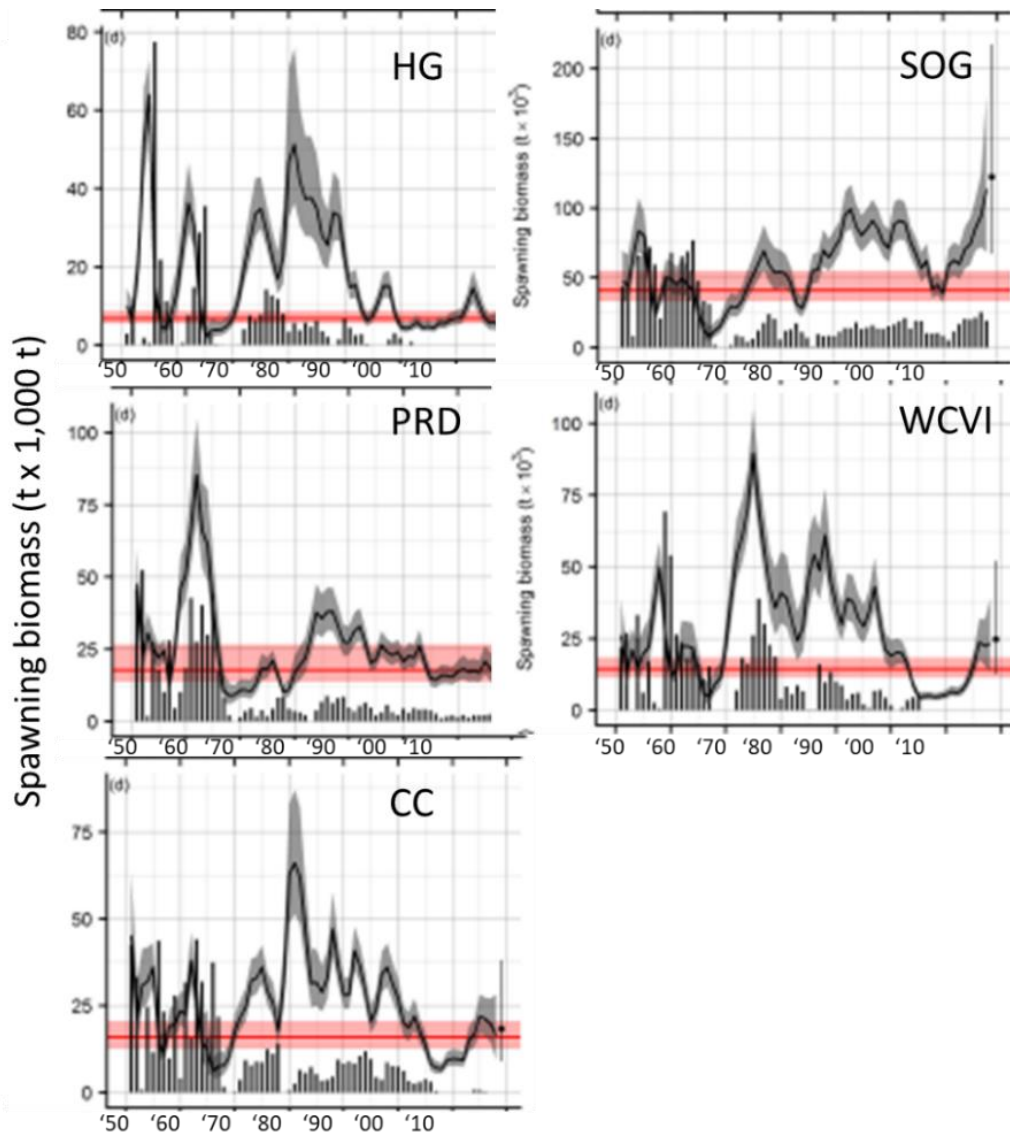 Spawning biomass (t x 1,000 t)
(d)
HG
80
60
40
20
0
‘50 ‘60 ‘70 ‘80 ‘90 ‘00 ‘10
Spawning biomass (t × 10³)
(d)
SOG
200
150
100
50
0
‘50 ‘60 ‘70 ‘80 ‘90 ‘00 ‘10
(d)
PRD
100
75
50
25
0
‘50 ‘60 ‘70 ‘80 ‘90 ‘00 ‘10
Spawning biomass (t × 10³)
(d)
WCVI
100
75
50
25
0
‘50 ‘60 ‘70 ‘80 ‘90 ‘00 ‘10
(d)
CC
75
50
25
0
‘50 ‘60 ‘70 ‘80 ‘90 ‘00 ‘10